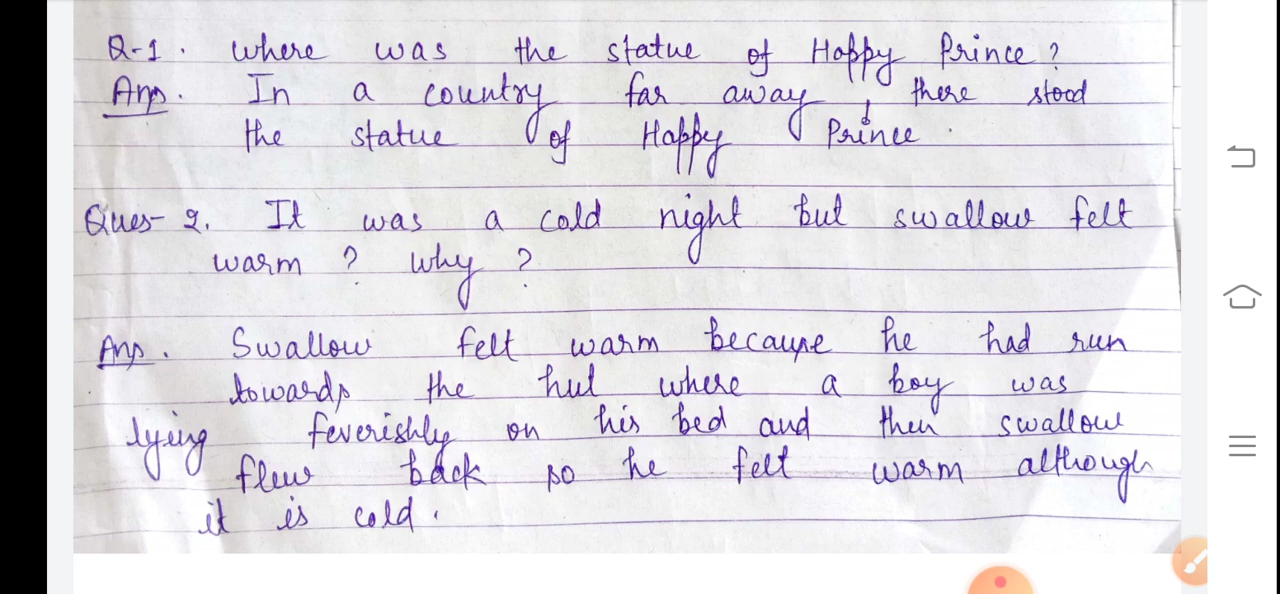 Q-1. Where was the statue of Happy Prince?
Ans. In a country far away, there stood
the statue of Happy Prince.
Ques-2. It was a cold night but swallow felt
warm? why?
Ans. Swallow felt warm because he had run
towards the hut where a boy was
lying feverishly on his bed and then swallow
flew back so he felt warm although
it is cold.